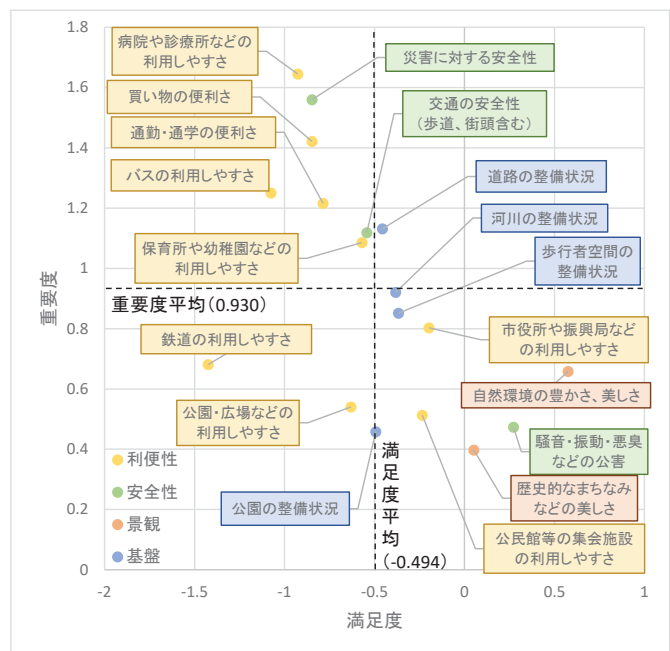 1.8
1.6
1.4
1.2
1
0.8
0.6
0.4
0.2
0
重要度
病院や診療所などの
利用しやすさ
災害に対する安全性
買い物の便利さ
交通の安全性
（歩道、街頭含む）
通勤・通学の便利さ
バスの利用しやすさ
道路の整備状況
河川の整備状況
保育所や幼稚園などの
利用しやすさ
歩行者空間の
整備状況
重要度平均（0.930）
鉄道の利用しやすさ
市役所や振興局など
の利用しやすさ
自然環境の豊かさ、美しさ
公園・広場などの
利用しやすさ
騒音・振動・悪臭
などの公害
利便性
安全性
景観
基盤
公園の整備状況
満足度平均
（-0.494）
歴史的なまちなみ
などの美しさ
公民館等の集会施設
の利用しやすさ
-2
-1.5
-1
-0.5
0
0.5
1
満足度